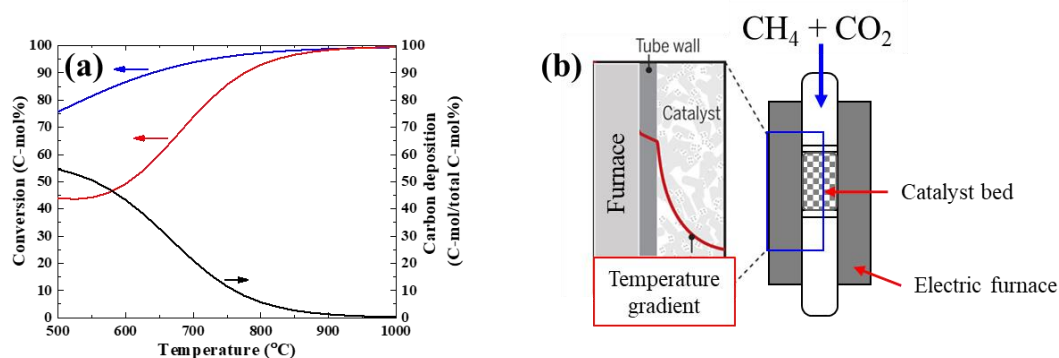 (a)
Conversion (C-mol%)
100
90
80
70
60
50
40
30
20
10
0
500
600
700
800
900
1000
Temperature (°C)
100
90
80
70
60
50
40
30
20
10
0
Carbon deposition
(C-mol/total C-mol%)
(b)
Tube wall
Catalyst
Furnace
Temperature
gradient
CH4 + CO2
Catalyst bed
Electric furnace